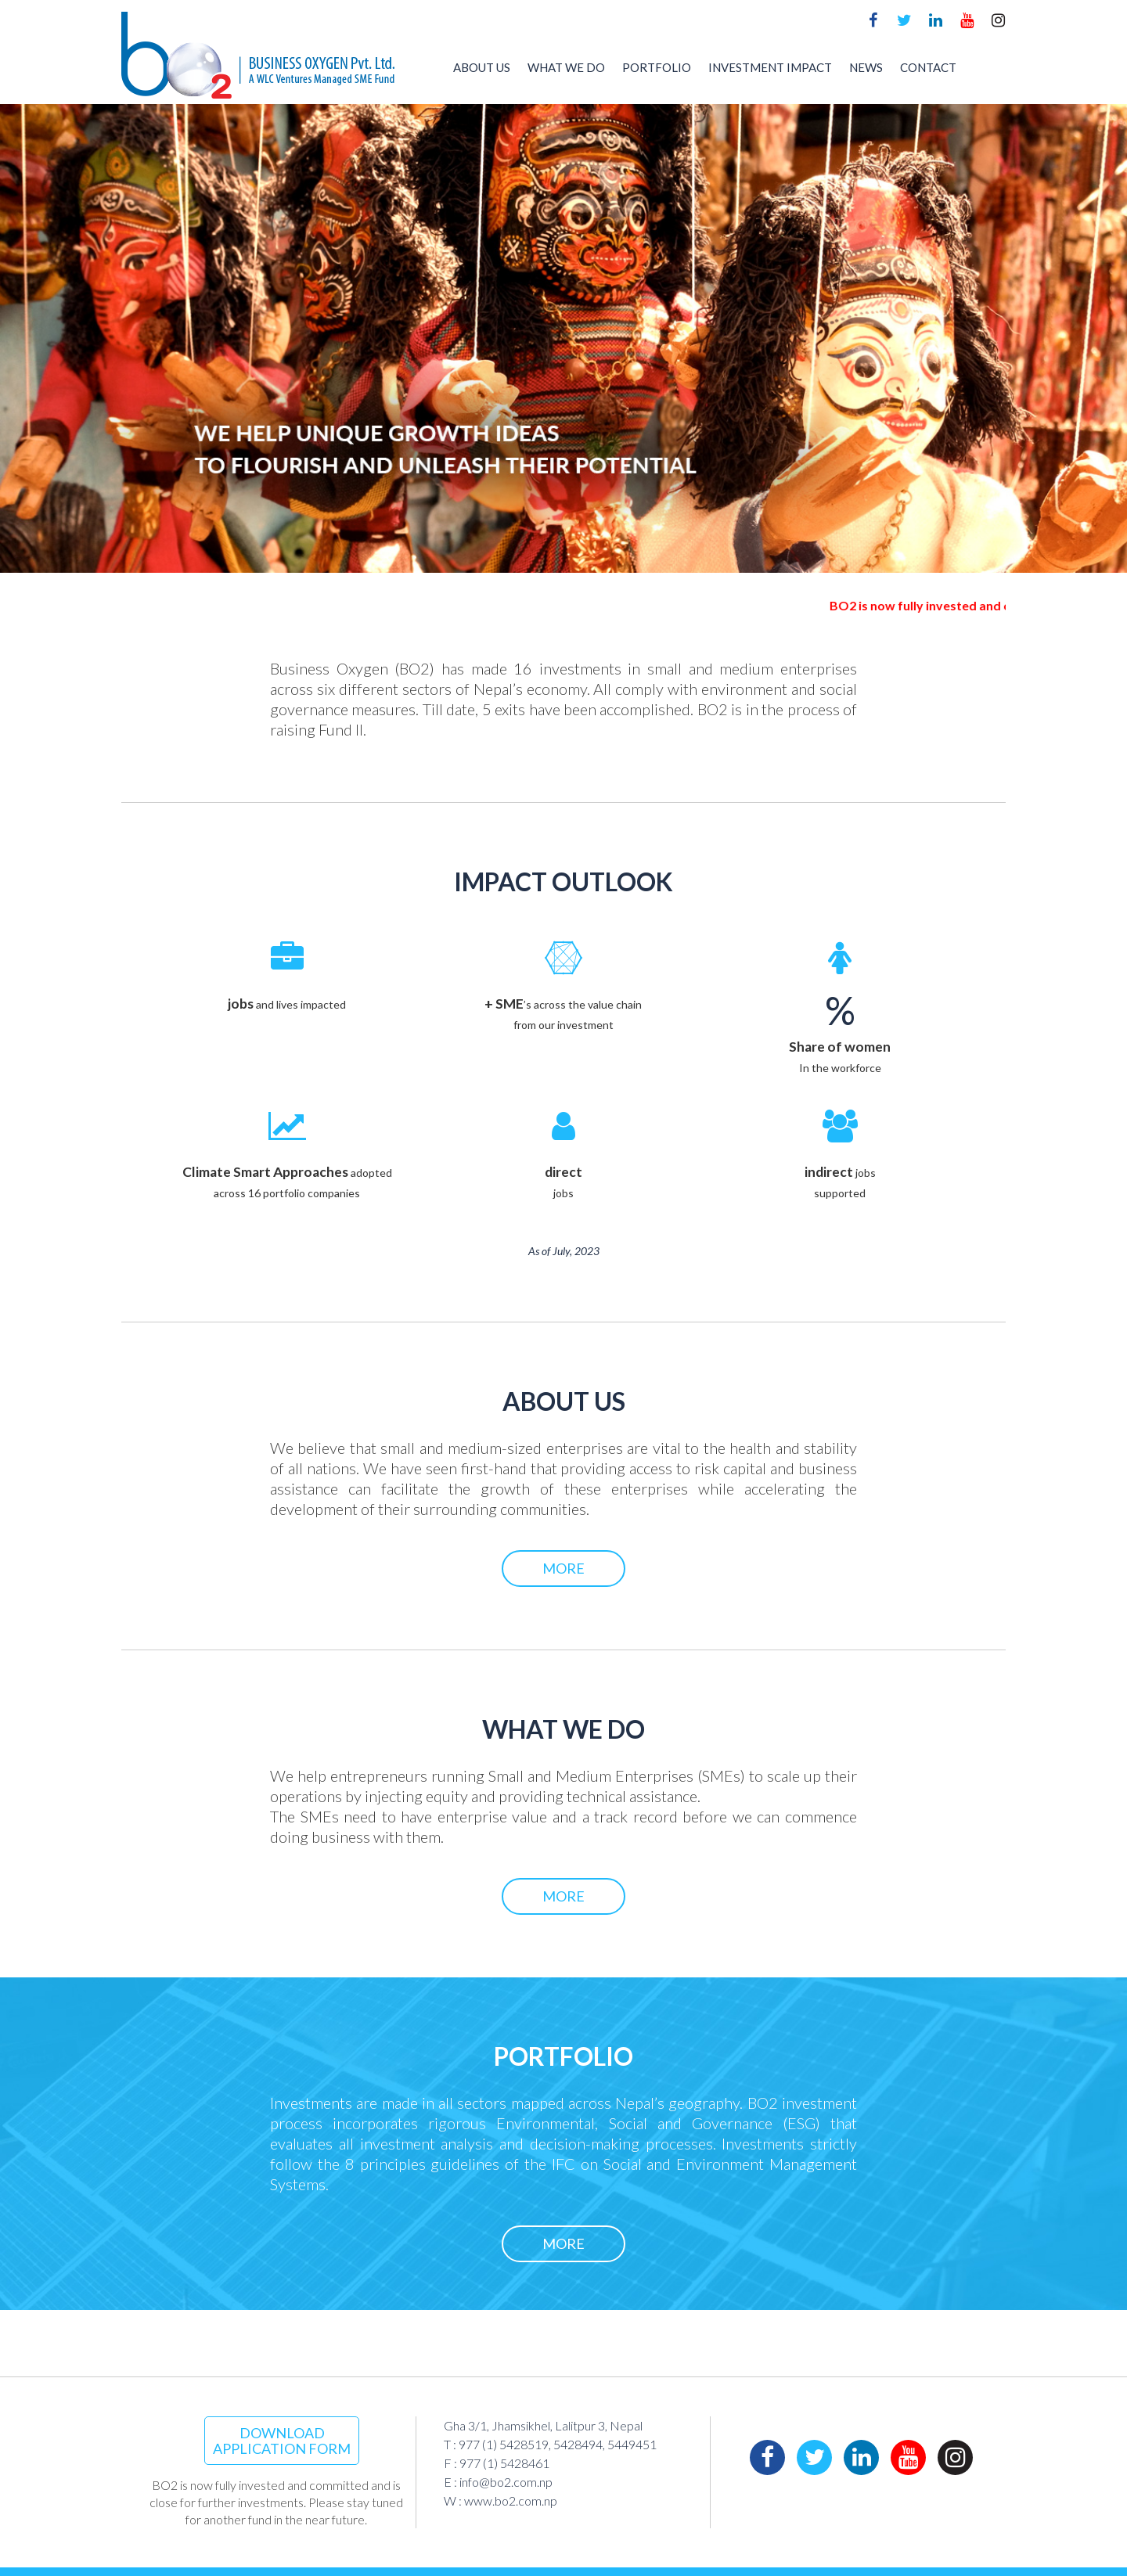 bo2
BUSINESS OXYGEN Pvt. Ltd.
A WLC Ventures Managed SME Fund
ABOUT US WHAT WE DO PORTFOLIO INVESTMENT IMPACT NEWS CONTACT
WE HELP UNIQUE GROWTH IDEAS
TO FLOURISH AND UNLEASH THEIR POTENTIAL
BO2 is now fully invested and
Business Oxygen (BO2) has made 16 investments in small and medium enterprises
across six different sectors of Nepal’s economy. All comply with environment and social
governance measures. Till date, 5 exits have been accomplished. BO2 is in the process of
raising Fund II.
IMPACT OUTLOOK
jobs and lives impacted
+ SME's across the value chain
from our investment
%
Share of women
In the workforce
Climate Smart Approaches adopted
across 16 portfolio companies
direct
jobs
indirect jobs
supported
As of July, 2023
ABOUT US
We believe that small and medium-sized enterprises are vital to the health and stability
of all nations. We have seen first-hand that providing access to risk capital and business
assistance can facilitate the growth of these enterprises while accelerating the
development of their surrounding communities.
MORE
WHAT WE DO
We help entrepreneurs running Small and Medium Enterprises (SMEs) to scale up their
operations by injecting equity and providing technical assistance.
The SMEs need to have enterprise value and a track record before we can commence
doing business with them.
MORE
PORTFOLIO
Investments are made in all sectors mapped across Nepal’s geography. BO2 investment
process incorporates rigorous Environmental, Social and Governance (ESG) that
evaluates all investment analysis and decision-making processes. Investments strictly
follow the 8 principles guidelines of the IFC on Social and Environment Management
Systems.
MORE
DOWNLOAD
APPLICATION FORM
BO2 is now fully invested and committed and is
close for further investments. Please stay tuned
for another fund in the near future.
Gha 3/1, Jhamsikhel, Lalitpur 3, Nepal
T : 977 (1) 5428519, 5428494, 5449451
F : 977 (1) 5428461
E : info@bo2.com.np
W : www.bo2.com.np
You Tube